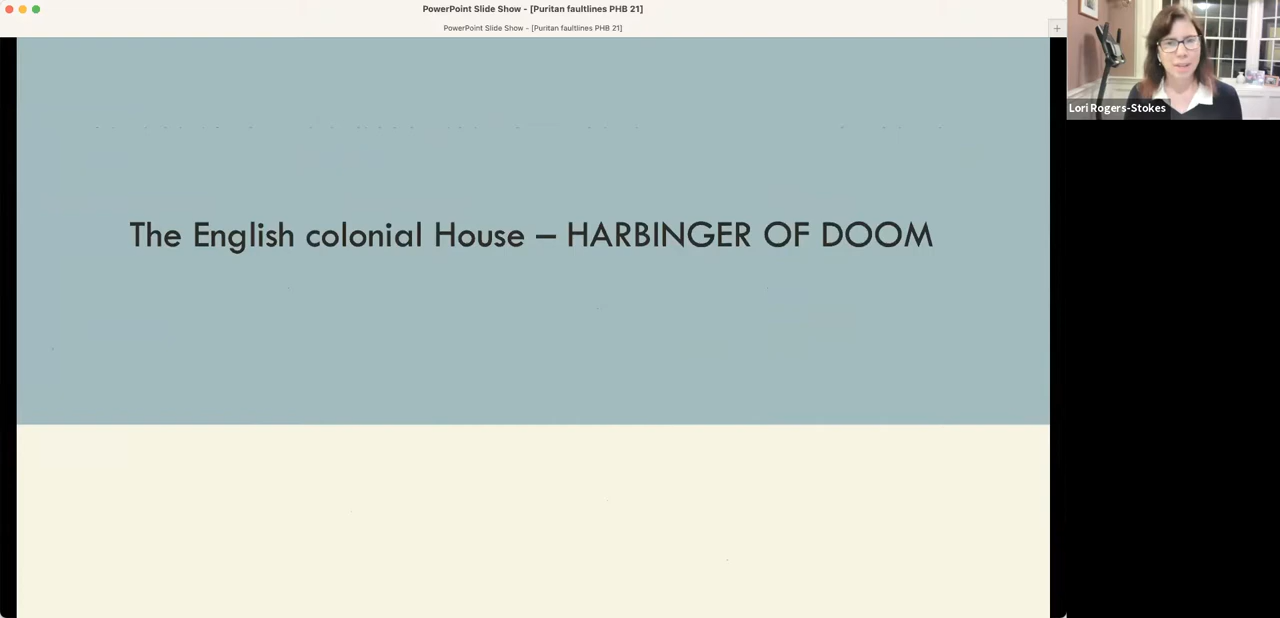 PowerPoint Slide Show - [Puritan faultlines PHB 21]
PowerPoint Slide Show - [Puritan faultlines PHB 21]
Lori Rogers-Stokes
The English colonial House – HARBINGER OF DOOM